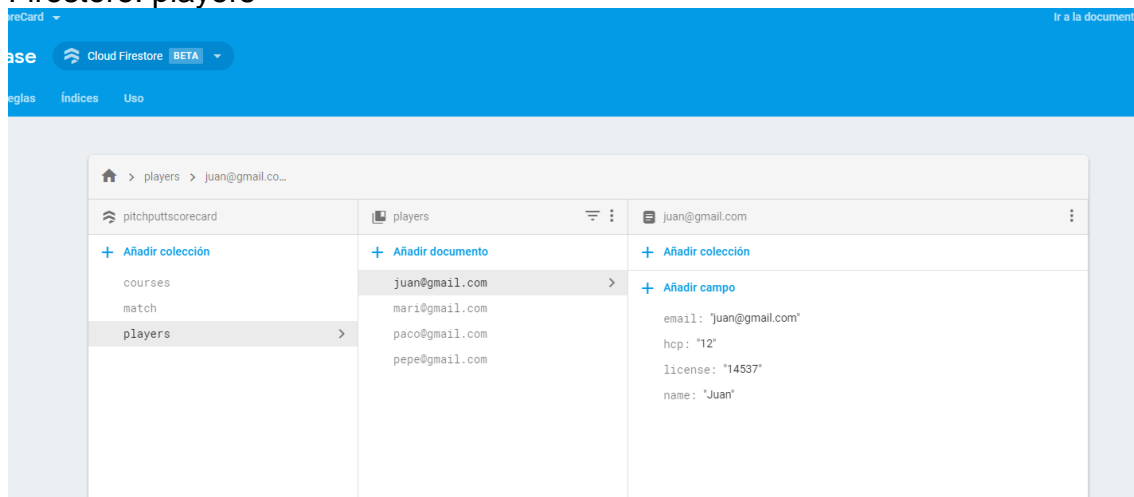 Firestore: players
oreCard
Ir a la document
ase Cloud Firestore BETA
eglas Índices Uso
players > juan@gmail.co...
pitchputtscorecard
players
juan@gmail.com
+ Añadir colección
+ Añadir documento
+ Añadir colección
courses
match
players
juan@gmail.com
mari@gmail.com
paco@gmail.com
pepe@gmail.com
+ Añadir campo
email: "juan@gmail.com"
hcp: "12"
license: "14537"
name: "Juan"